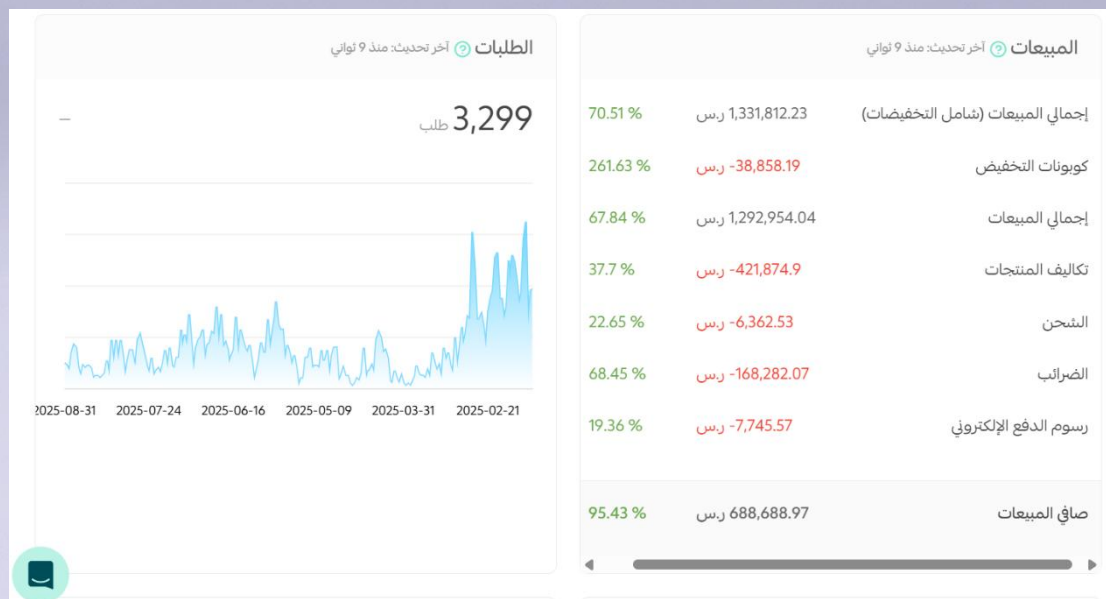 المبيعات ? آخر تحديث: منذ 9 ثواني
إجمالي المبيعات (شامل التخفيضات) 1,331,812.23 ر.س 70.51 %
كوبونات التخفيض -38,858.19 ر.س 261.63 %
إجمالي المبيعات 1,292,954.04 ر.س 67.84 %
تكاليف المنتجات -421,874.9 ر.س 37.7 %
الشحن -6,362.53 ر.س 22.65 %
الضرائب -168,282.07 ر.س 68.45 %
رسوم الدفع الإلكتروني -7,745.57 ر.س 19.36 %
صافي المبيعات 688,688.97 ر.س 95.43 %
الطلبات ? آخر تحديث: منذ 9 ثواني
3,299 طلب –
2025-02-21 2025-03-31 2025-05-09 2025-06-16 2025-07-24 2025-08-31